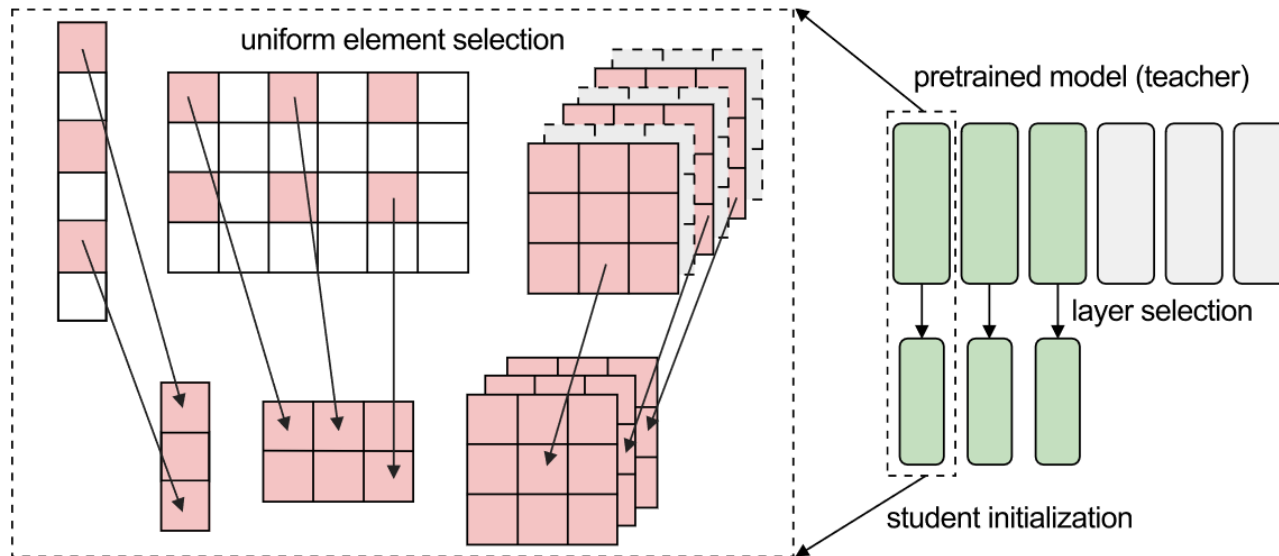 uniform element selection
pretrained model (teacher)
layer selection
student initialization